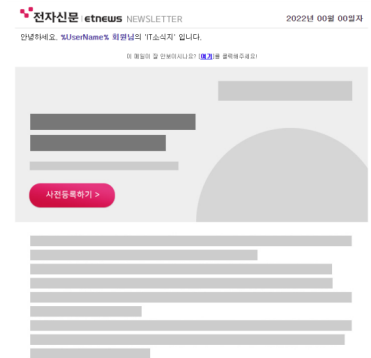 전자신문 etnews NEWSLETTER 2022년 00월 00일자
안녕하세요. %UserName% 회원님의 'IT소식지' 입니다.
이 메일이 잘 안보이시나요? [여기]를 클릭해주세요!
사전등록하기 >